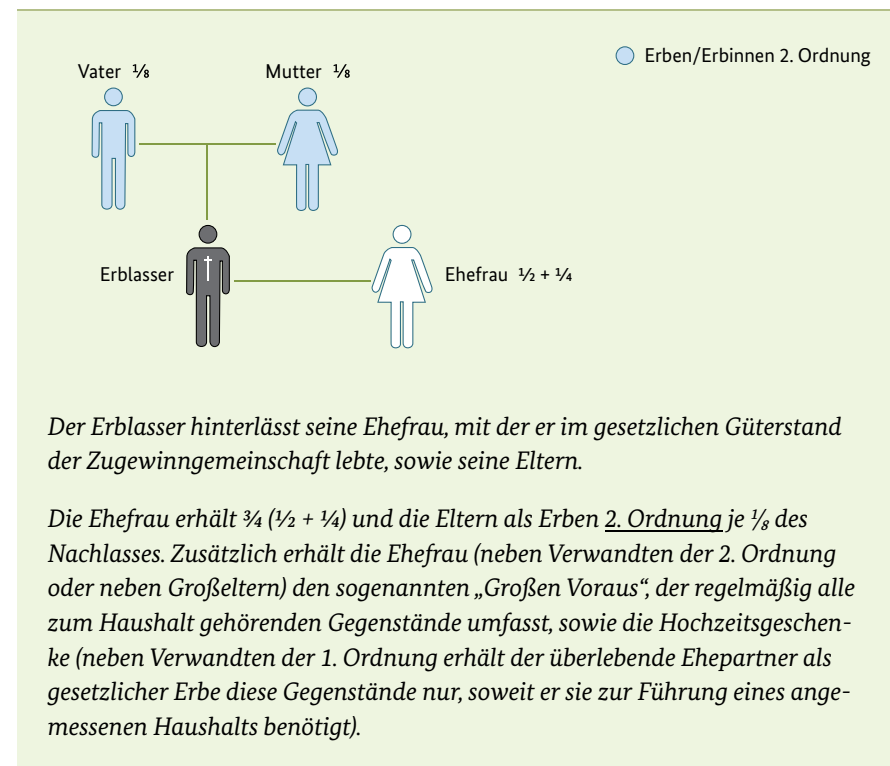 Erben/Erbinnen 2. Ordnung
Vater ⅛ Mutter ⅛
Erblasser Ehefrau ½ + ¼
Der Erblasser hinterlässt seine Ehefrau, mit der er im gesetzlichen Güterstand
der Zugewinngemeinschaft lebte, sowie seine Eltern.
Die Ehefrau erhält ¾ (½ + ¼) und die Eltern als Erben 2. Ordnung je ⅛ des
Nachlasses. Zusätzlich erhält die Ehefrau (neben Verwandten der 2. Ordnung
oder neben Großeltern) den sogenannten „Großen Voraus“, der regelmäßig alle
zum Haushalt gehörenden Gegenstände umfasst, sowie die Hochzeitsgeschen-
ke (neben Verwandten der 1. Ordnung erhält der überlebende Ehepartner als
gesetzlicher Erbe diese Gegenstände nur, soweit er sie zur Führung eines ange-
messenen Haushalts benötigt).